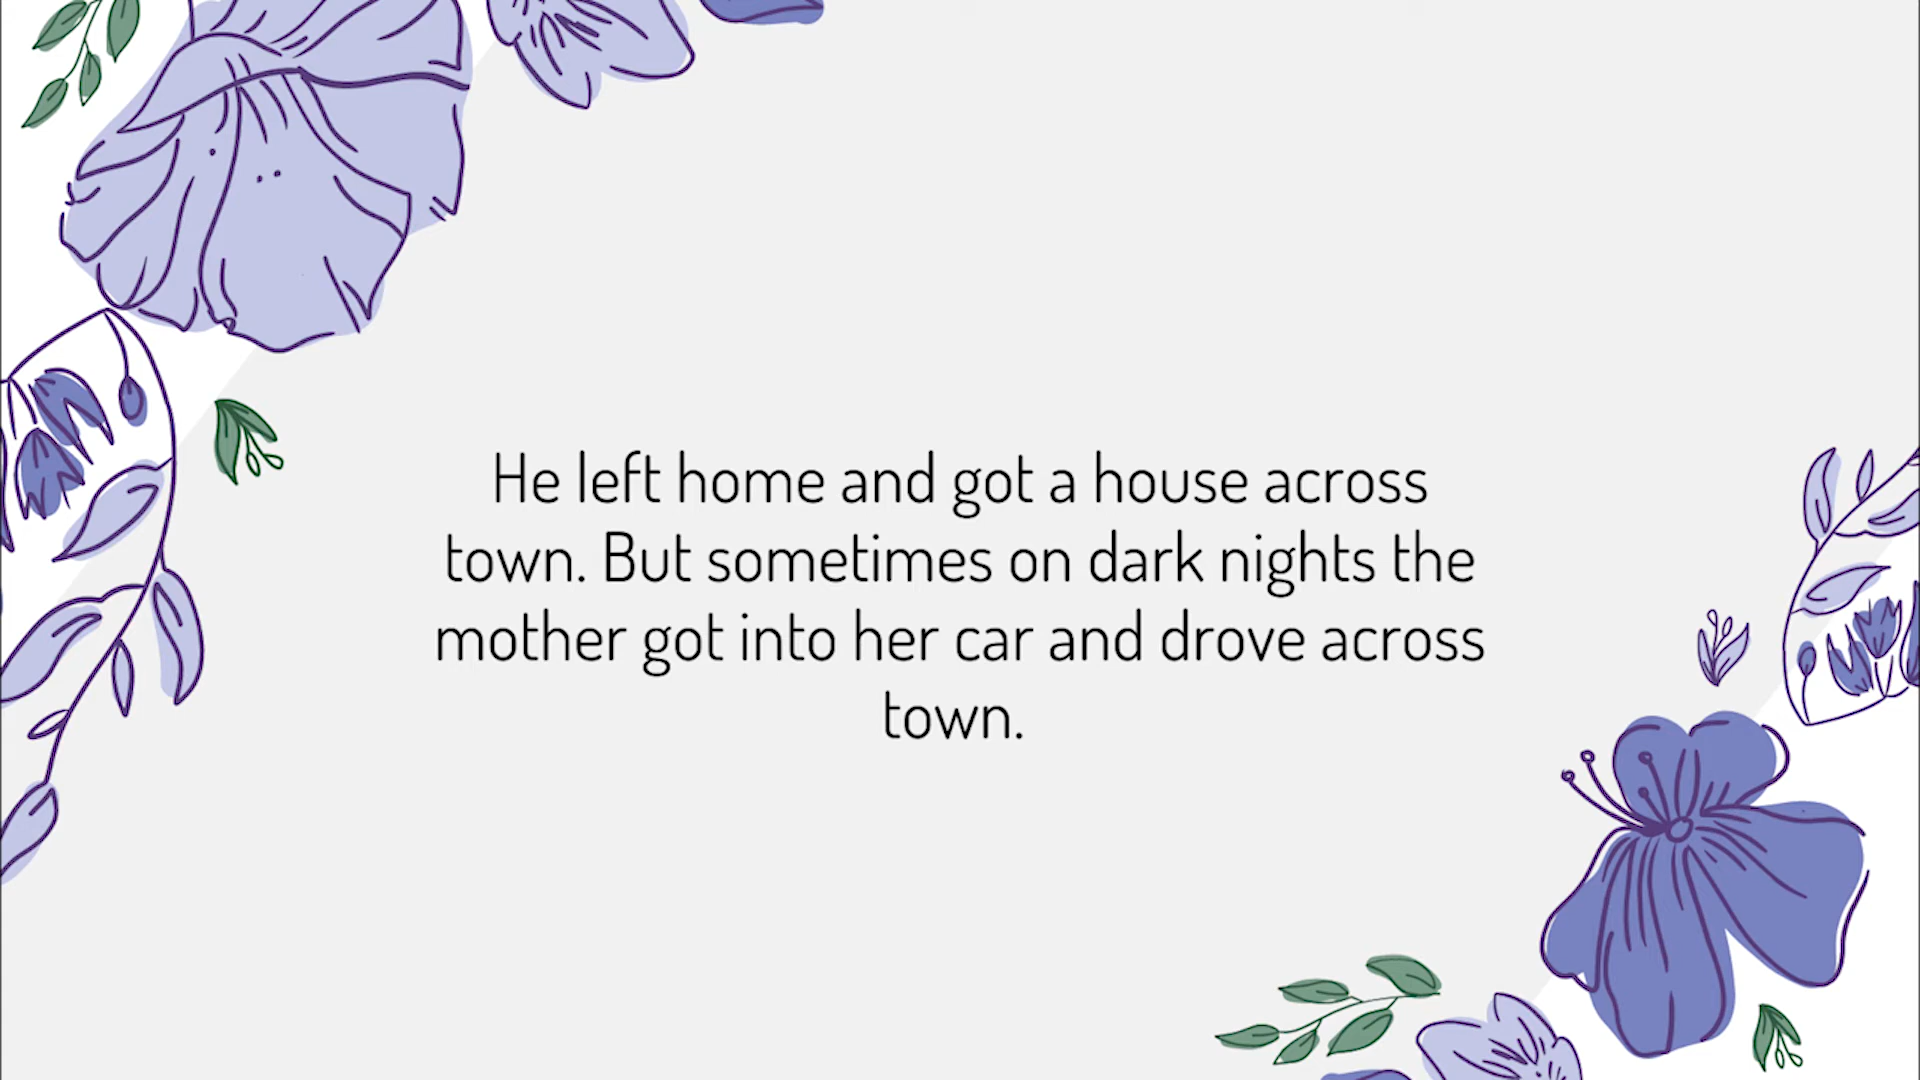 He left home and got a house across
town. But sometimes on dark nights the
mother got into her car and drove across
town.